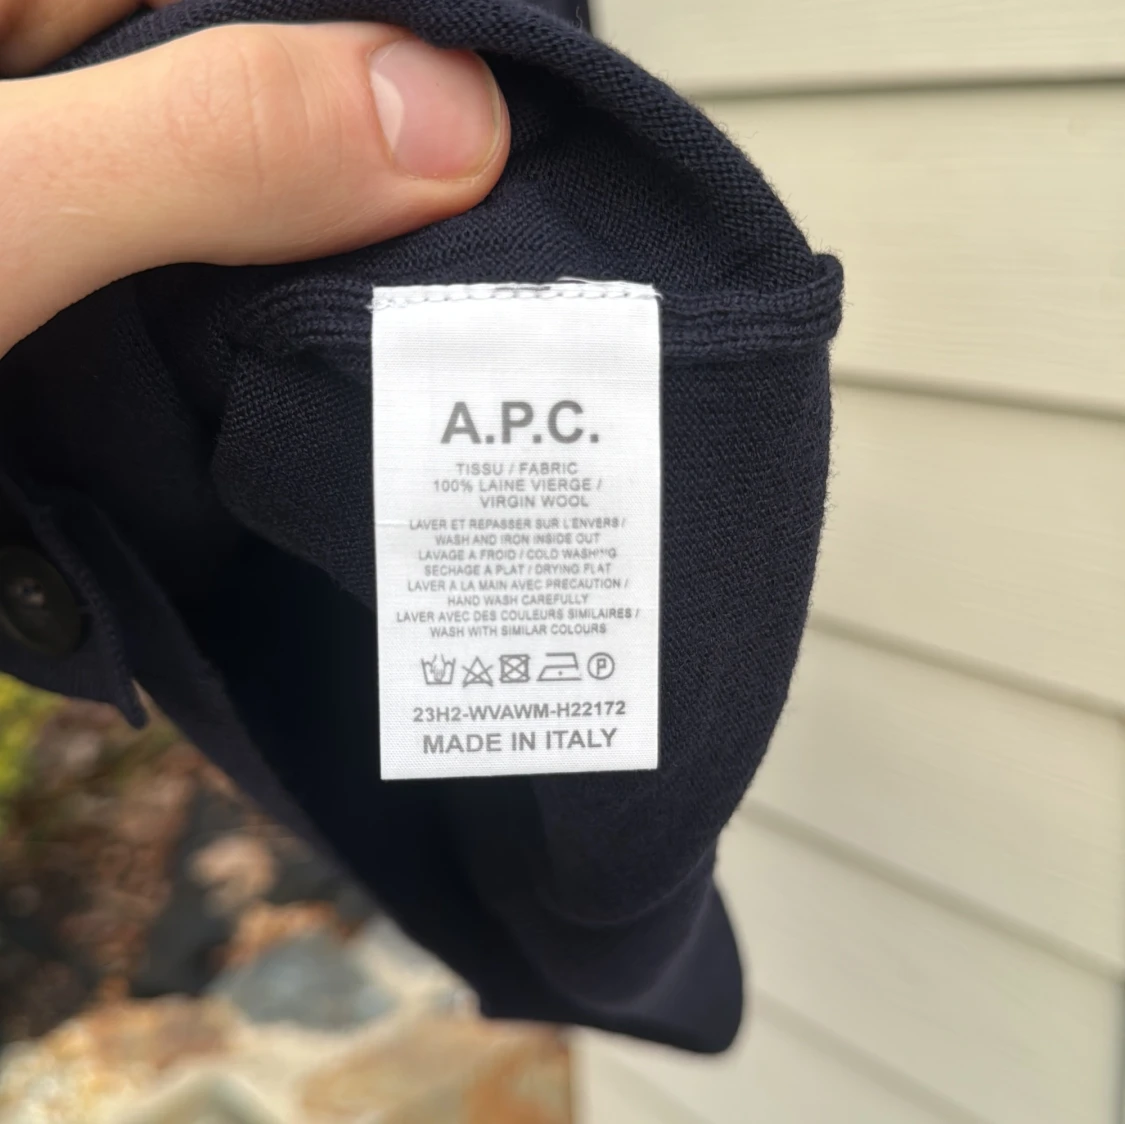 A.P.C.
TISSU / FABRIC
100% LAINE VIERGE /
VIRGIN WOOL
LAVER ET REPASSER SUR L'ENVERS /
WASH AND IRON INSIDE OUT
LAVAGE A FROID / COLD WASHING
SECHAGE A PLAT / DRYING FLAT
LAVER A LA MAIN AVEC PRECAUTION /
HAND WASH CAREFULLY
LAVER AVEC DES COULEURS SIMILAIRES /
WASH WITH SIMILAR COLOURS
P
23H2-WVAWM-H22172
MADE IN ITALY